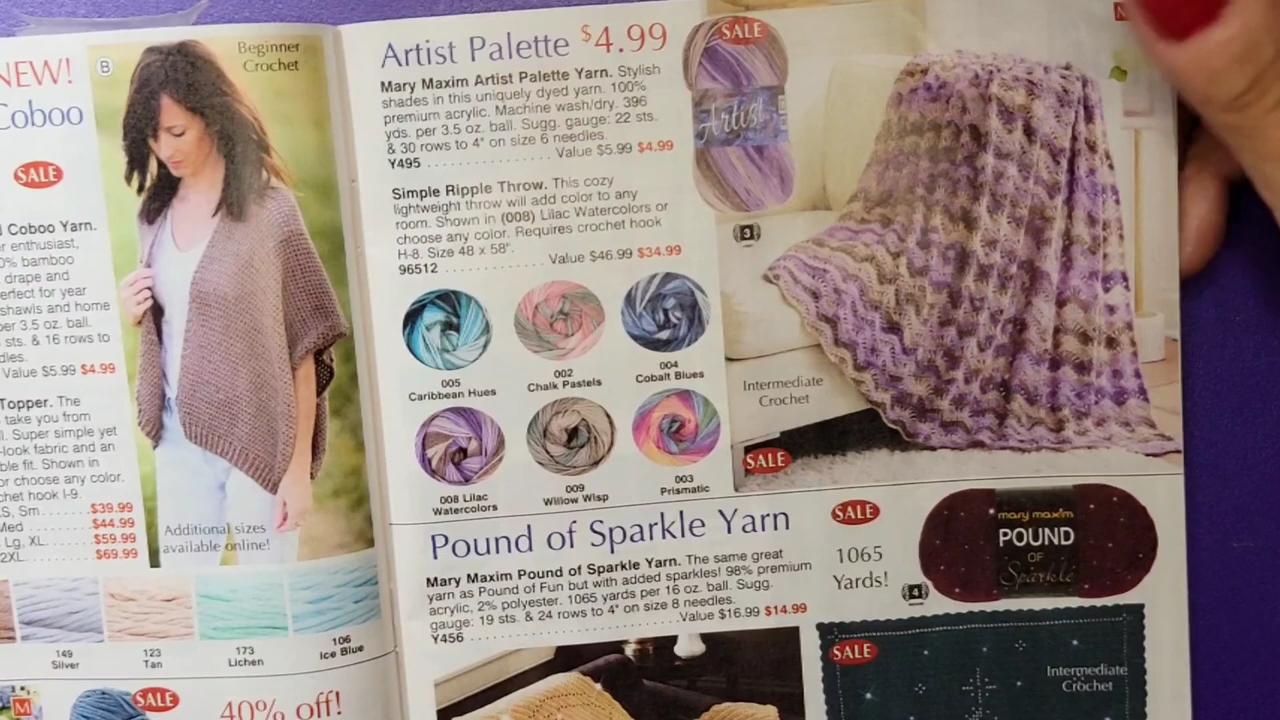 NEW!
Coboo
SALE
Coboo Yarn.
enthusiast,
bamboo
drape and
for year
shawls and home
per 3.5 oz. ball.
sts. & 16 rows to
Value $5.99 $4.99
Topper. The
take you from
Super simple yet
-look fabric and an
fit. Shown in
or choose any color.
hook I-9.
S, Sm $39.99
Med $44.99
Lg, XL $59.99
2XL $69.99
B
Beginner
Crochet
Additional sizes
available online!
149
Silver
123
Tan
173
Lichen
106
Ice Blue
M
SALE
40% off!
Artist Palette $4.99
Mary Maxim Artist Palette Yarn. Stylish
shades in this uniquely dyed yarn. 100%
premium acrylic. Machine wash/dry. 396
yds. per 3.5 oz. ball. Sugg. gauge: 22 sts.
& 30 rows to 4" on size 6 needles.
Y495 Value $5.99 $4.99
Simple Ripple Throw. This cozy
lightweight throw will add color to any
room. Shown in (008) Lilac Watercolors or
choose any color. Requires crochet hook
H-8. Size 48 x 58".
96512 Value $46.99 $34.99
005
Caribbean Hues
002
Chalk Pastels
004
Cobalt Blues
008 Lilac
Watercolors
009
Willow Wisp
003
Prismatic
SALE
Artist
3
Intermediate
Crochet
SALE
Pound of Sparkle Yarn
Mary Maxim Pound of Sparkle Yarn. The same great
yarn as Pound of Fun but with added sparkles! 98% premium
acrylic, 2% polyester. 1065 yards per 16 oz. ball. Sugg.
gauge: 19 sts. & 24 rows to 4" on size 8 needles.
Y456 Value $16.99 $14.99
SALE
1065
Yards!
4
mary maxim
POUND
OF
Sparkle
SALE
Intermediate
Crochet